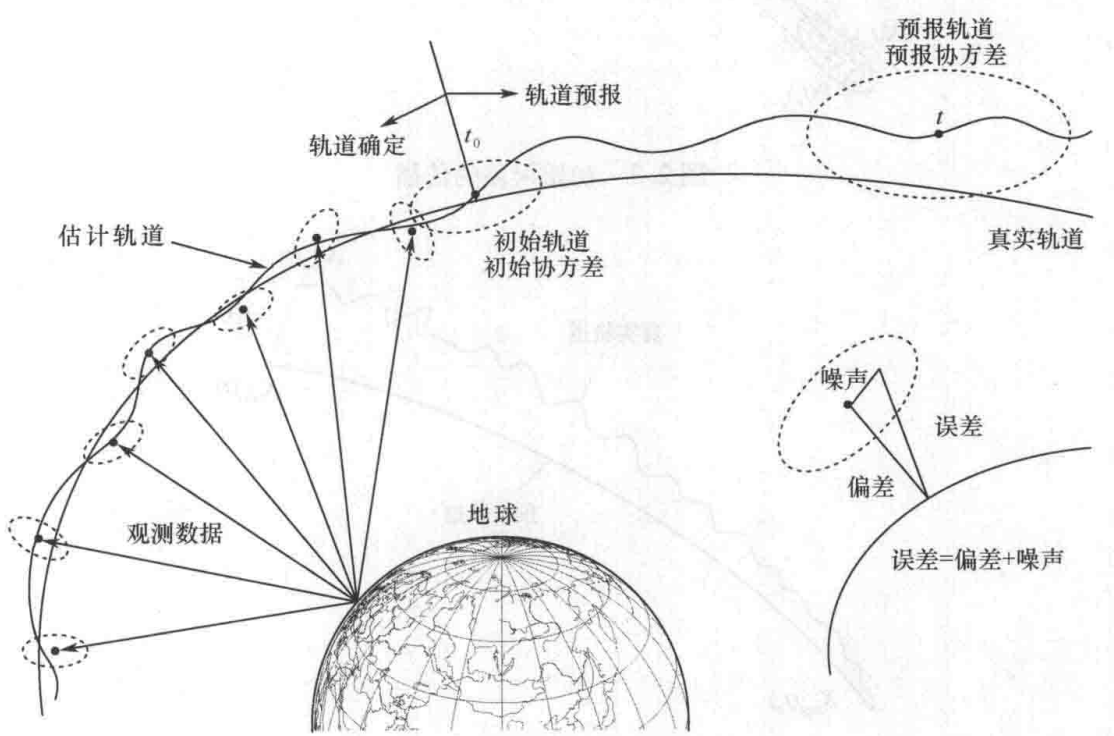 预报轨道
预报协方差
轨道预报
轨道确定
t₀
t
估计轨道
初始轨道
初始协方差
真实轨道
噪声
误差
偏差
观测数据
地球
误差=偏差+噪声